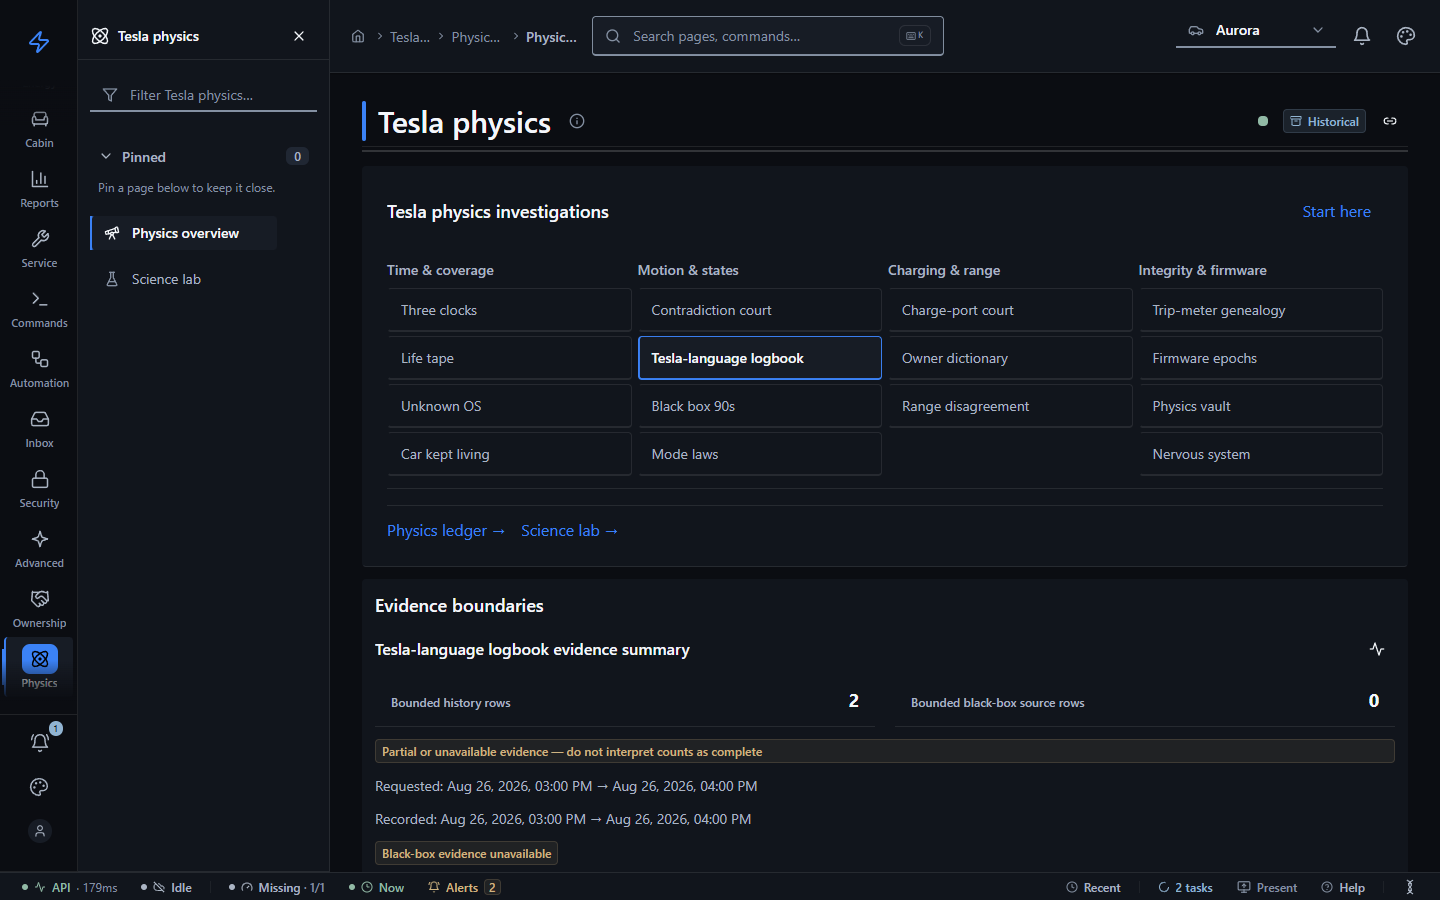 Tesla physics
Tesla...
Physic...
Physic...
Search pages, commands...
K
Aurora
Filter Tesla physics...
Pinned
0
Pin a page below to keep it close.
Physics overview
Science lab
Cabin
Reports
Service
Commands
Automation
Inbox
Security
Advanced
Ownership
Physics
1
Tesla physics
Historical
Tesla physics investigations
Start here
Time & coverage
Motion & states
Charging & range
Integrity & firmware
Three clocks
Contradiction court
Charge-port court
Trip-meter genealogy
Life tape
Tesla-language logbook
Owner dictionary
Firmware epochs
Unknown OS
Black box 90s
Range disagreement
Physics vault
Car kept living
Mode laws
Nervous system
Physics ledger →
Science lab →
Evidence boundaries
Tesla-language logbook evidence summary
Bounded history rows
2
Bounded black-box source rows
0
Partial or unavailable evidence — do not interpret counts as complete
Requested: Aug 26, 2026, 03:00 PM → Aug 26, 2026, 04:00 PM
Recorded: Aug 26, 2026, 03:00 PM → Aug 26, 2026, 04:00 PM
Black-box evidence unavailable
API · 179ms
Idle
Missing · 1/1
Now
Alerts 2
Recent
2 tasks
Present
Help